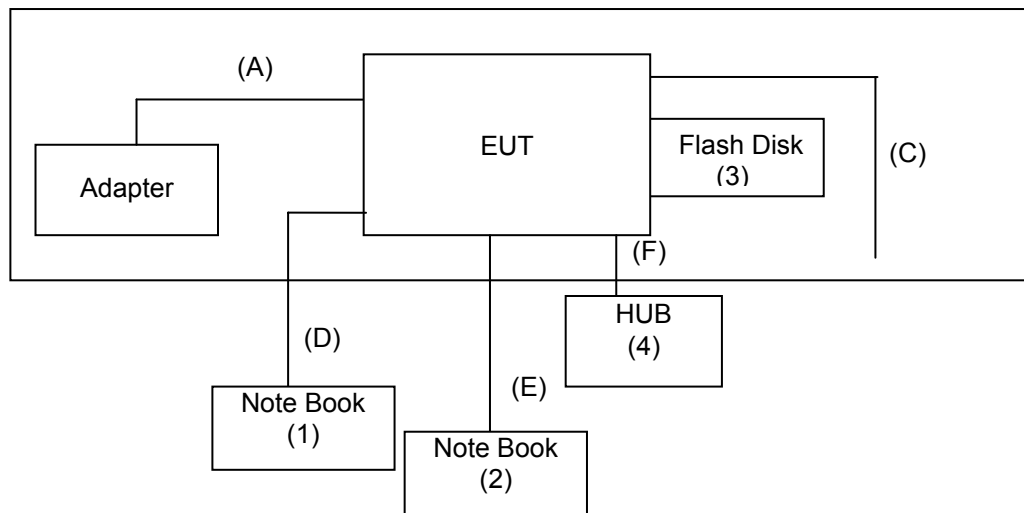 (A)
EUT
Flash Disk
(3)
(C)
Adapter
(F)
HUB
(4)
(D)
(E)
Note Book
(1)
Note Book
(2)